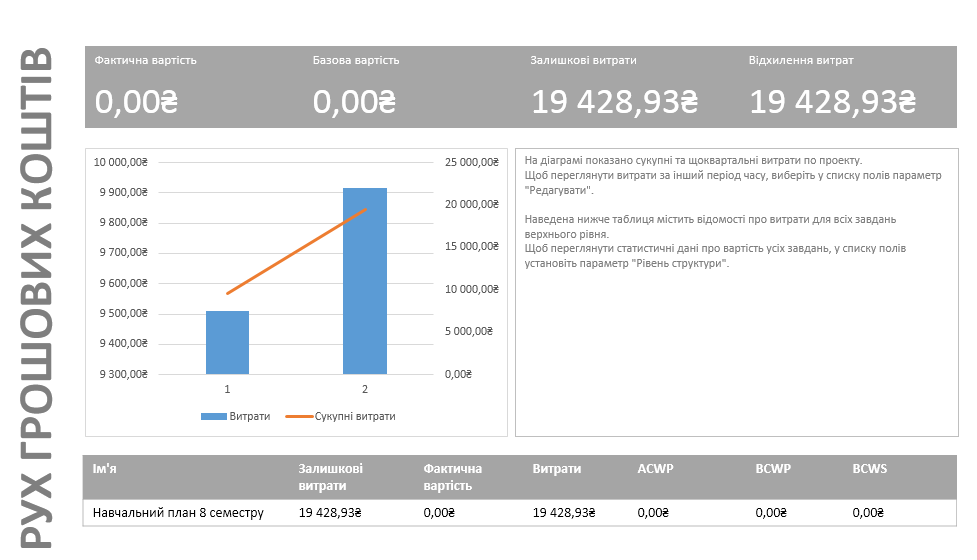 РУХ ГРОШОВИХ КОШТІВ
Фактична вартість
Базова вартість
Залишкові витрати
Відхилення витрат
0,00₴
0,00₴
19 428,93₴
19 428,93₴
10 000,00₴
9 900,00₴
9 800,00₴
9 700,00₴
9 600,00₴
9 500,00₴
9 400,00₴
9 300,00₴
25 000,00₴
20 000,00₴
15 000,00₴
10 000,00₴
5 000,00₴
0,00₴
1
2
Витрати
Сукупні витрати
На діаграмі показано сукупні та щоквартальні витрати по проекту.
Щоб переглянути витрати за інший період часу, виберіть у списку полів параметр
"Редагувати".
Наведена нижче таблиця містить відомості про витрати для всіх завдань
верхнього рівня.
Щоб переглянути статистичні дані про вартість усіх завдань, у списку полів
установіть параметр "Рівень структури".
Ім'я
Залишкові
витрати
Фактична
вартість
Витрати
ACWP
BCWP
BCWS
Навчальний план 8 семестру
19 428,93₴
0,00₴
19 428,93₴
0,00₴
0,00₴
0,00₴